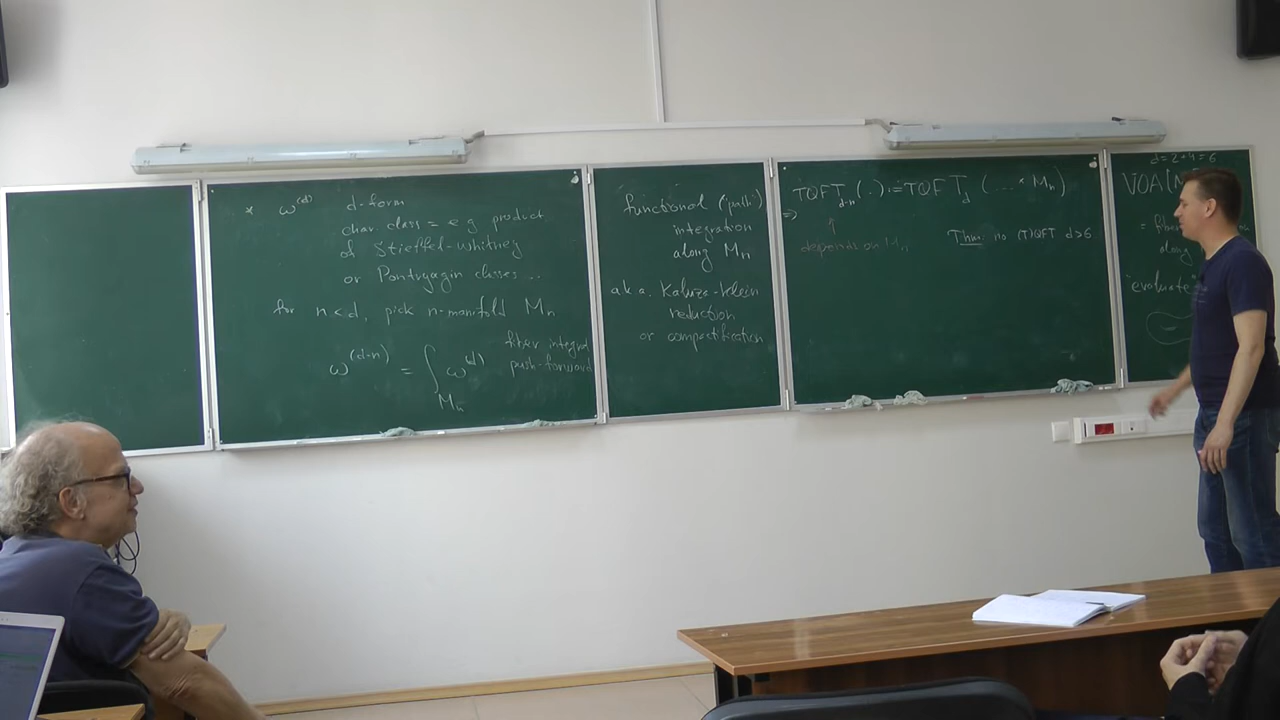 * ω^(d) d-form
char. class = e g product
of Stieffel-Whitney
or Pontryagin classes ..
for n<d, pick n-manifold M_n
ω^(d-n) = ∫_{M_n} ω^(d) fiber integral
push-forward
functional ('path')
integration
along M_n
a.k.a. Kaluza-Klein
reduction
or compactification
TQFT_{d-n}(.) := TQFT_d (.... × M_n)
⇒ ↑
depends on M_n
Thm: no (T)QFT d>6
d=2+4=6
VOA[M
=
along
"evaluate"